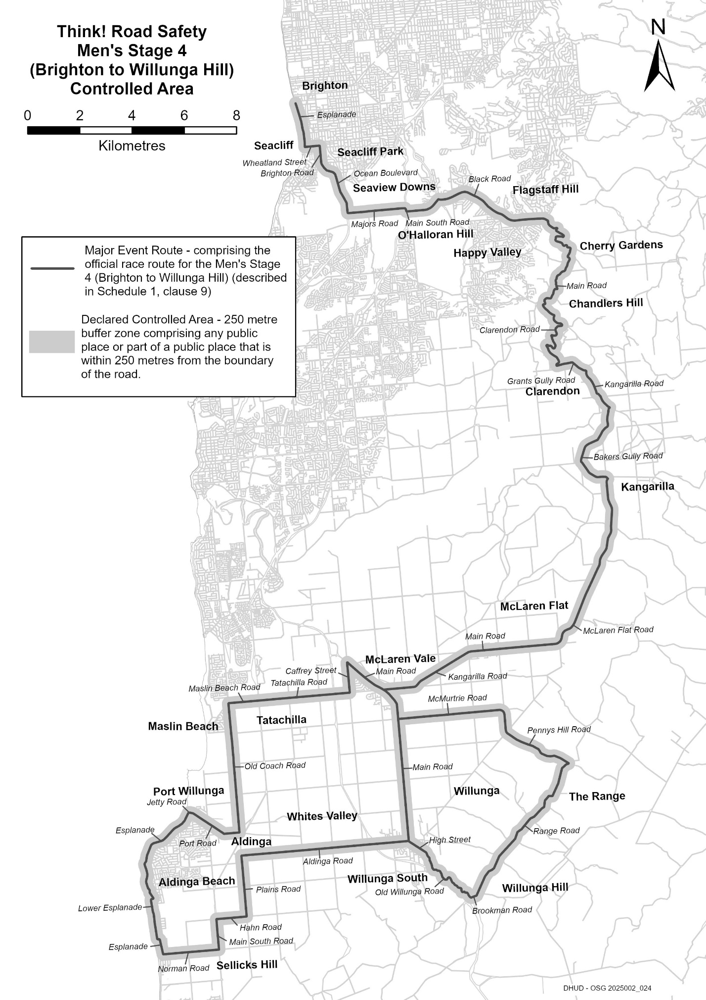 Think! Road Safety
Men's Stage 4
(Brighton to Willunga Hill)
Controlled Area
0 2 4 6 8
Kilometres
N
Brighton
Esplanade
Seacliff
Seacliff Park
Wheatland Street
Brighton Road
Ocean Boulevard
Seaview Downs
Black Road
Flagstaff Hill
Majors Road
Main South Road
O'Halloran Hill
Happy Valley
Cherry Gardens
Major Event Route - comprising the
official race route for the Men's Stage
4 (Brighton to Willunga Hill) (described
in Schedule 1, clause 9)
Declared Controlled Area - 250 metre
buffer zone comprising any public
place or part of a public place that is
within 250 metres from the boundary
of the road.
Main Road
Chandlers Hill
Clarendon Road
Grants Gully Road
Clarendon
Kangarilla Road
Bakers Gully Road
Kangarilla
McLaren Flat
McLaren Flat Road
Main Road
McLaren Vale
Caffrey Street
Main Road
Kangarilla Road
Maslin Beach Road
Tatachilla Road
McMurtrie Road
Tatachilla
Maslin Beach
Pennys Hill Road
Old Coach Road
Main Road
Port Willunga
Jetty Road
Willunga
The Range
Whites Valley
Esplanade
Port Road
Aldinga
High Street
Range Road
Aldinga Road
Aldinga Beach
Willunga South
Plains Road
Old Willunga Road
Willunga Hill
Lower Esplanade
Brookman Road
Hahn Road
Main South Road
Esplanade
Norman Road
Sellicks Hill
DHUD - OSG 2025002_024